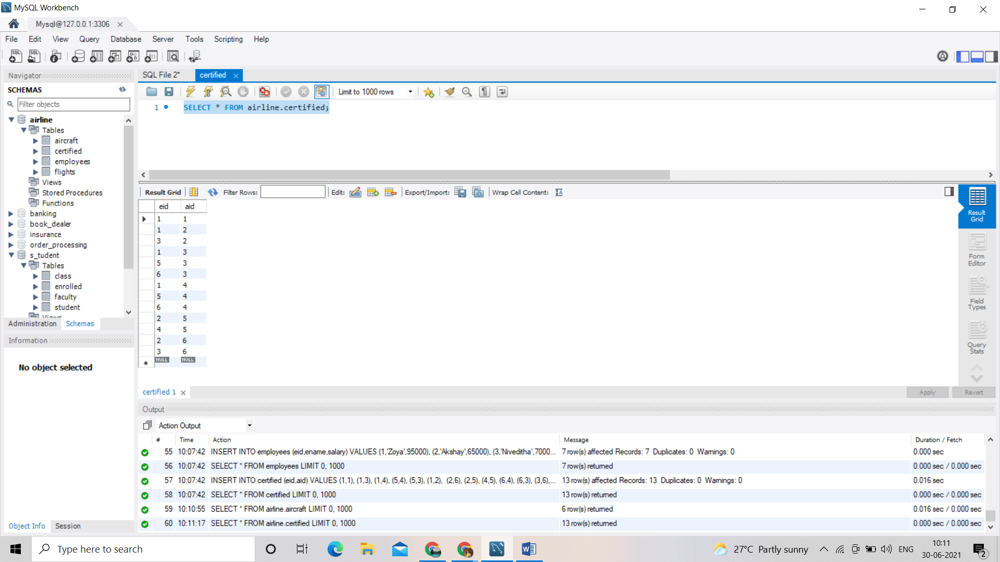 MySQL Workbench
Mysql@127.0.0.1:3306
File Edit View Query Database Server Tools Scripting Help
Navigator
SCHEMAS
Filter objects
airline
Tables
aircraft
certified
employees
flights
Views
Stored Procedures
Functions
banking
book_dealer
insurance
order_processing
s_tudent
Tables
class
enrolled
faculty
student
Views
Administration Schemas
Information
No object selected
Object Info Session
SQL File 2* certified
Limit to 1000 rows
1 SELECT * FROM airline.certified;
Result Grid Filter Rows: Edit: Export/Import: Wrap Cell Content:
eid aid
1 1
1 2
3 2
1 3
5 3
6 3
1 4
5 4
6 4
2 5
4 5
2 6
3 6
NULL NULL
Result Grid
Form Editor
Field Types
Query Stats
certified 1
Apply Revert
Output
Action Output
# Time Action Message Duration / Fetch
55 10:07:42 INSERT INTO employees (eid,ename,salary) VALUES (1,'Zoya',95000), (2,'Akshay',65000), (3,'Niveditha',7000... 7 row(s) affected Records: 7 Duplicates: 0 Warnings: 0 0.000 sec
56 10:07:42 SELECT * FROM employees LIMIT 0, 1000 7 row(s) returned 0.000 sec / 0.000 sec
57 10:07:42 INSERT INTO certified (eid,aid) VALUES (1,1), (1,3), (1,4), (5,4), (5,3), (1,2), (2,6), (2,5), (4,5), (6,4), (6,3), (3,6),... 13 row(s) affected Records: 13 Duplicates: 0 Warnings: 0 0.016 sec
58 10:07:42 SELECT * FROM certified LIMIT 0, 1000 13 row(s) returned 0.000 sec / 0.000 sec
59 10:10:55 SELECT * FROM airline.aircraft LIMIT 0, 1000 6 row(s) returned 0.016 sec / 0.000 sec
60 10:11:17 SELECT * FROM airline.certified LIMIT 0, 1000 13 row(s) returned 0.000 sec / 0.000 sec
Type here to search
27°C Partly sunny
ENG
10:11
30-06-2021
2